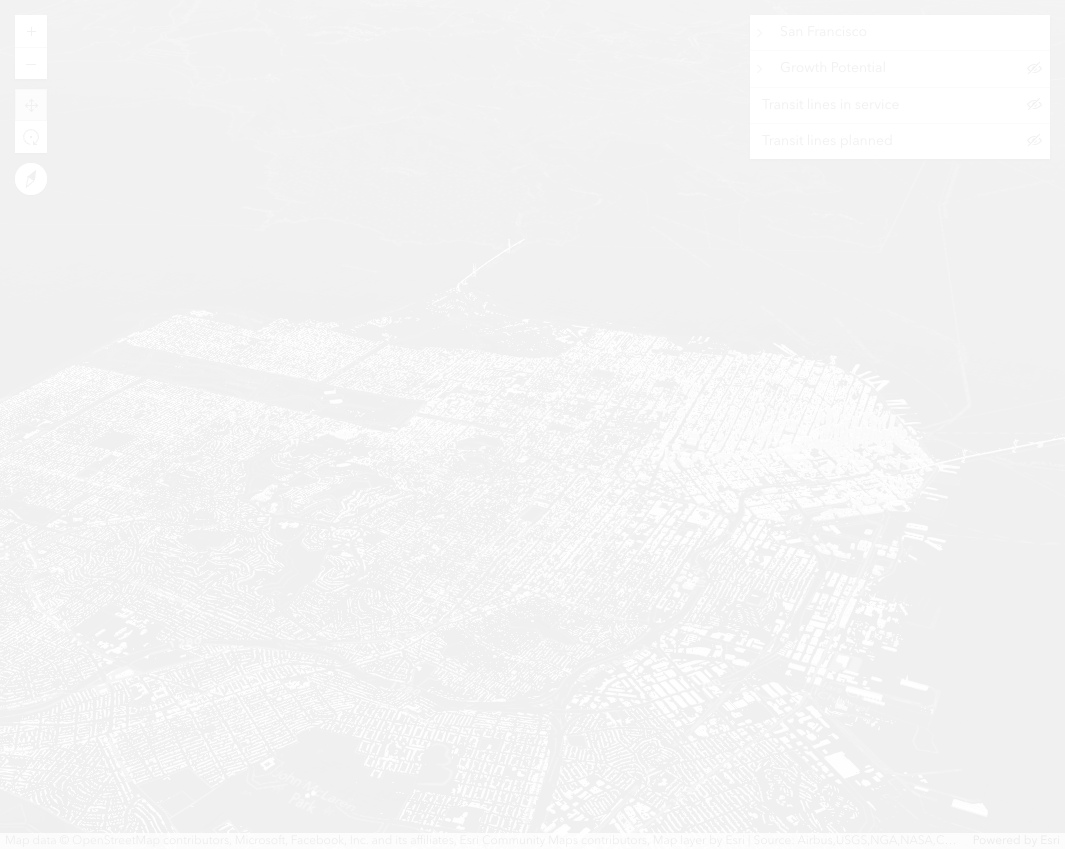 San Francisco
Growth Potential
Transit lines in service
Transit lines planned
Map data © OpenStreetMap contributors, Microsoft, Facebook, Inc. and its affiliates, Esri Community Maps contributors, Map layer by Esri | Source: Airbus,USGS,NGA,NASA,C
Powered by Esri